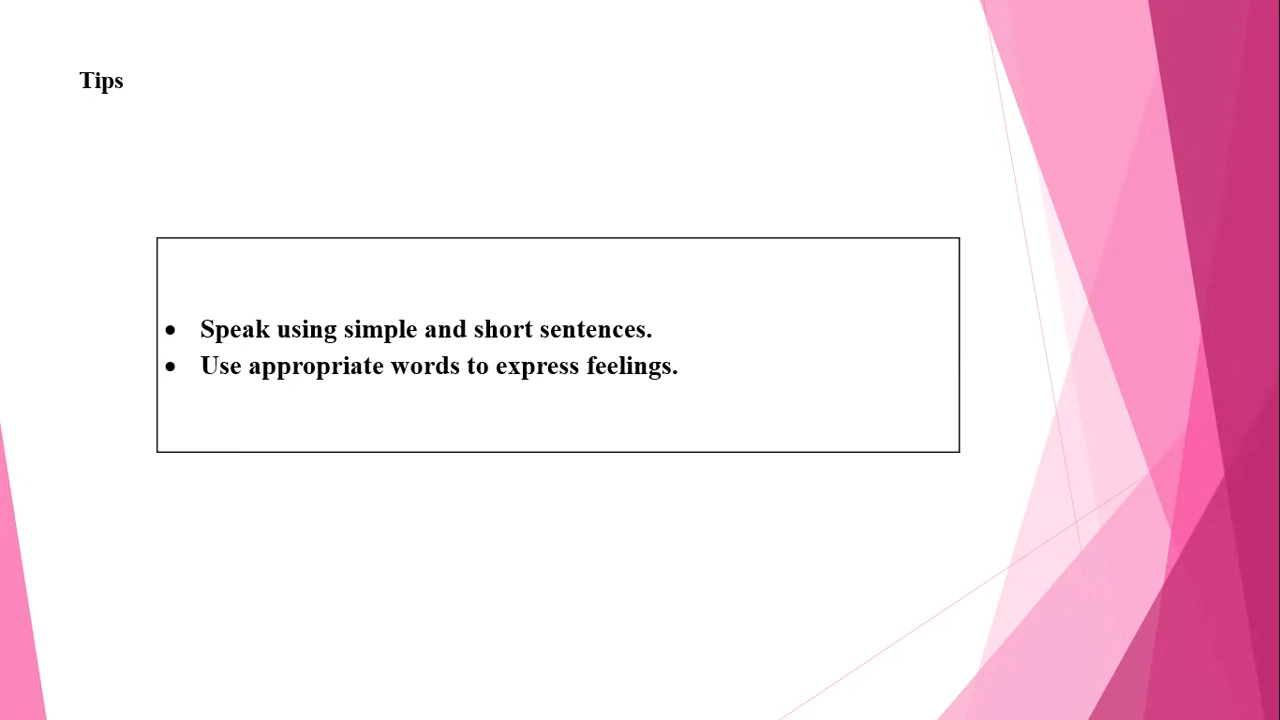 Tips
• Speak using simple and short sentences.
• Use appropriate words to express feelings.